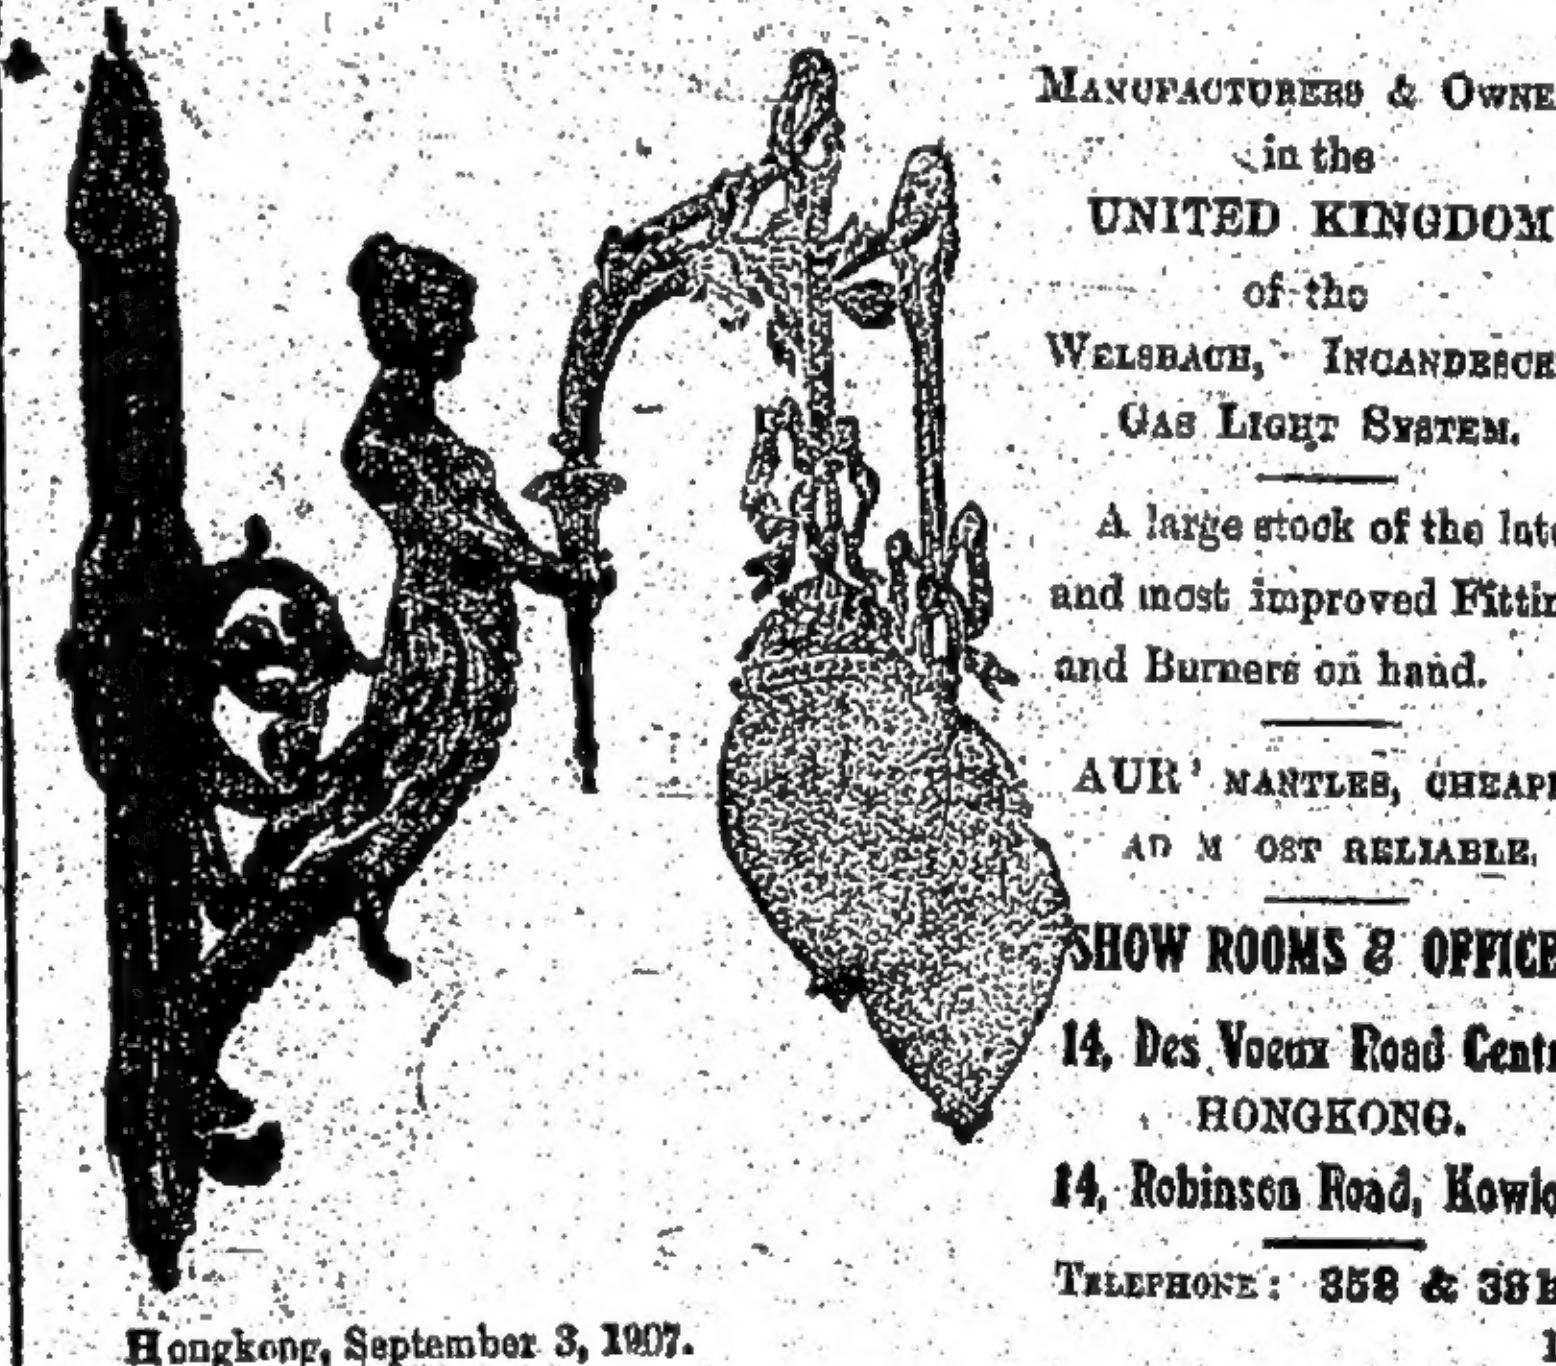 MANUFACTURERS & OWNE
in the
UNITED KINGDOM
of the
WELSBACH, INCANDESCE
GAS LIGHT SYSTEM.
A large stock of the late
and most improved Fittin
and Burners on hand.
AUR' MANTLES, CHEAPE
AD M OST RELIABLE.
SHOW ROOMS & OFFICE
14, Des Voeux Road Centr
HONGKONG.
14, Robinson Road, Kowlo
TELEPHONE: 358 &
Hongkong, September 3, 1907.